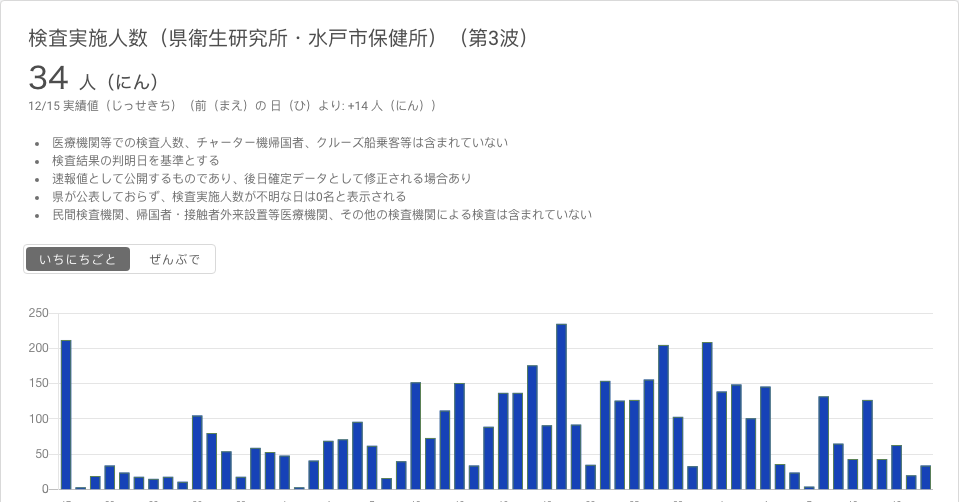 検査実施人数（県衛生研究所・水戸市保健所）（第3波）
34 人（にん）
12/15 実績値（じっせきち）（前（まえ）の 日（ひ）より: +14 人（にん））
医療機関等での検査人数、チャーター機帰国者、クルーズ船乗客等は含まれていない
検査結果の判明日を基準とする
速報値として公開するものであり、後日確定データとして修正される場合あり
県が公表しておらず、検査実施人数が不明な日は0名と表示される
民間検査機関、帰国者・接触者外来設置等医療機関、その他の検査機関による検査は含まれていない
いちにちごと ぜんぶで
250
200
150
100
50
0